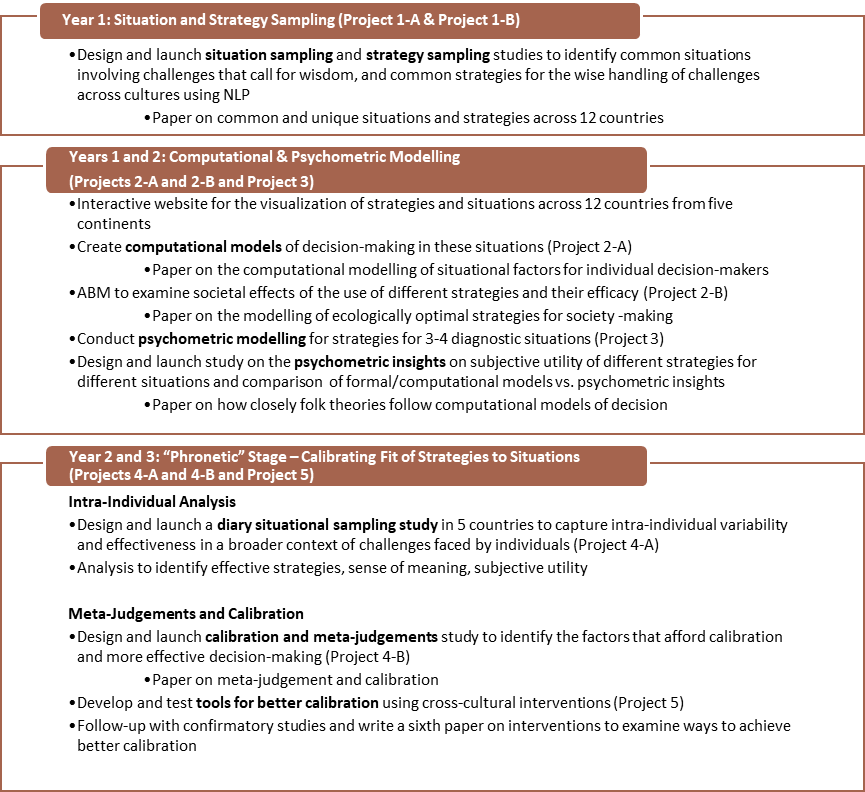 Year 1: Situation and Strategy Sampling (Project 1-A & Project 1-B)
•Design and launch situation sampling and strategy sampling studies to identify common situations
involving challenges that call for wisdom, and common strategies for the wise handling of challenges
across cultures using NLP
•Paper on common and unique situations and strategies across 12 countries
Years 1 and 2: Computational & Psychometric Modelling
(Projects 2-A and 2-B and Project 3)
•Interactive website for the visualization of strategies and situations across 12 countries from five
continents
•Create computational models of decision-making in these situations (Project 2-A)
•Paper on the computational modelling of situational factors for individual decision-makers
•ABM to examine societal effects of the use of different strategies and their efficacy (Project 2-B)
•Paper on the modelling of ecologically optimal strategies for society -making
•Conduct psychometric modelling for strategies for 3-4 diagnostic situations (Project 3)
•Design and launch study on the psychometric insights on subjective utility of different strategies for
different situations and comparison of formal/computational models vs. psychometric insights
•Paper on how closely folk theories follow computational models of decision
Year 2 and 3: “Phronetic” Stage – Calibrating Fit of Strategies to Situations
(Projects 4-A and 4-B and Project 5)
Intra-Individual Analysis
•Design and launch a diary situational sampling study in 5 countries to capture intra-individual variability
and effectiveness in a broader context of challenges faced by individuals (Project 4-A)
•Analysis to identify effective strategies, sense of meaning, subjective utility
Meta-Judgements and Calibration
•Design and launch calibration and meta-judgements study to identify the factors that afford calibration
and more effective decision-making (Project 4-B)
•Paper on meta-judgement and calibration
•Develop and test tools for better calibration using cross-cultural interventions (Project 5)
•Follow-up with confirmatory studies and write a sixth paper on interventions to examine ways to achieve
better calibration